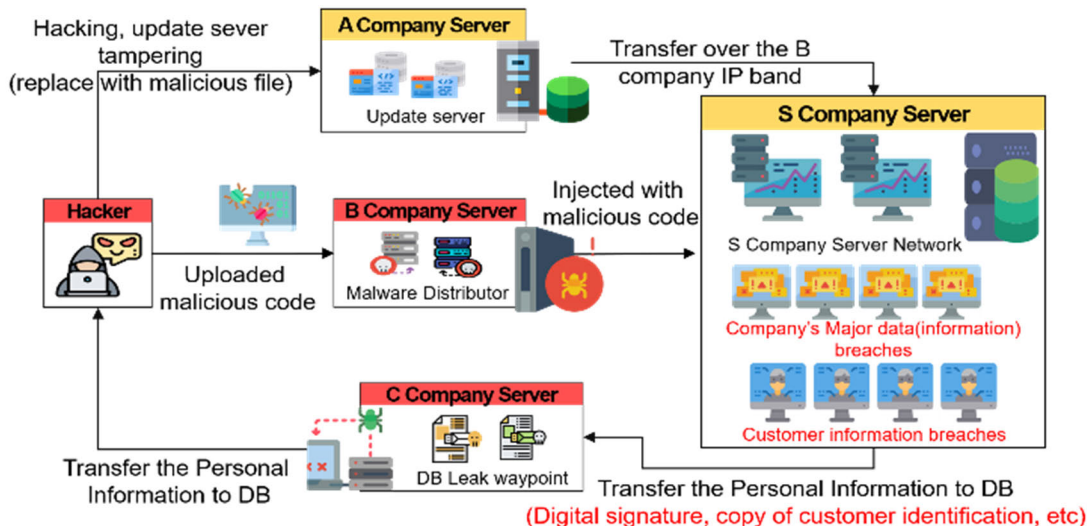 Hacking, update sever
tampering
(replace with malicious file)
A Company Server
Update server
Transfer over the B
company IP band
S Company Server
S Company Server Network
Company's Major data(information)
breaches
Customer information breaches
Hacker
Uploaded
malicious code
B Company Server
Malware Distributor
Injected with
malicious code
C Company Server
DB Leak waypoint
Transfer the Personal
Information to DB
Transfer the Personal Information to DB
(Digital signature, copy of customer identification, etc)